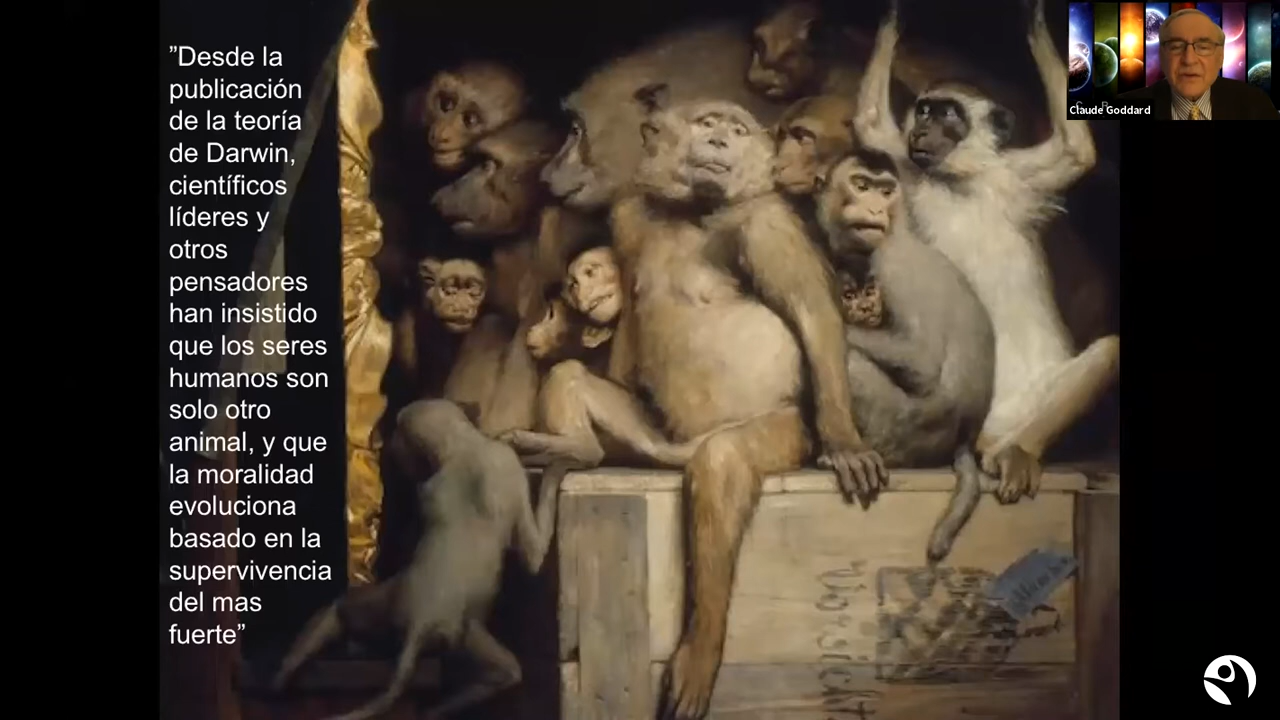 ”Desde la
publicación
de la teoría
de Darwin,
científicos
líderes y
otros
pensadores
han insistido
que los seres
humanos son
solo otro
animal, y que
la moralidad
evoluciona
basado en la
supervivencia
del mas
fuerte”
Claude Goddard